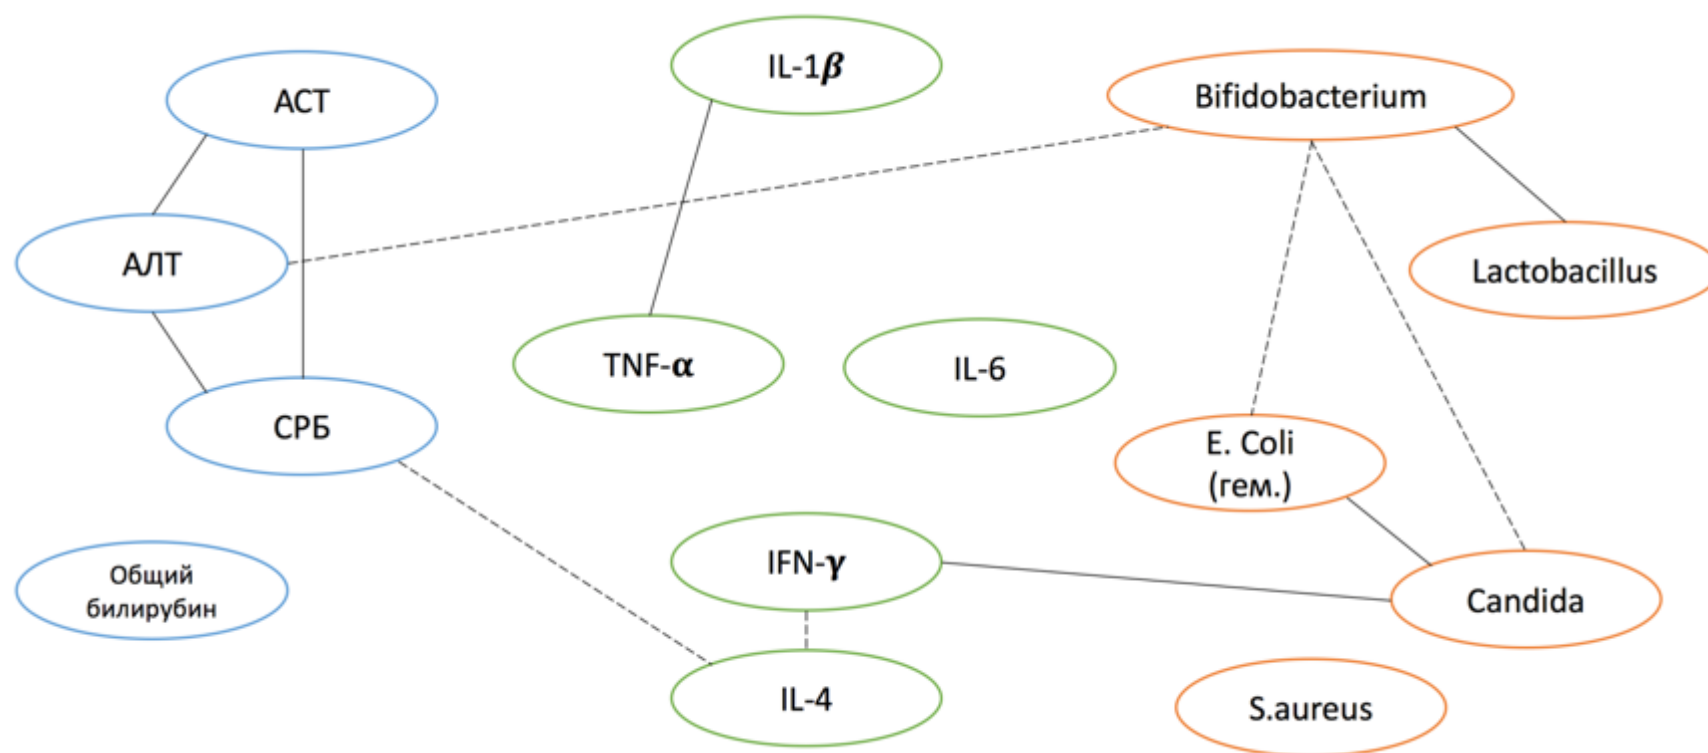 IL-1β
АСТ
Bifidobacterium
АЛТ
Lactobacillus
TNF-α
IL-6
СРБ
E. Coli
(гем.)
IFN-γ
Общий
билирубин
Candida
IL-4
S.aureus